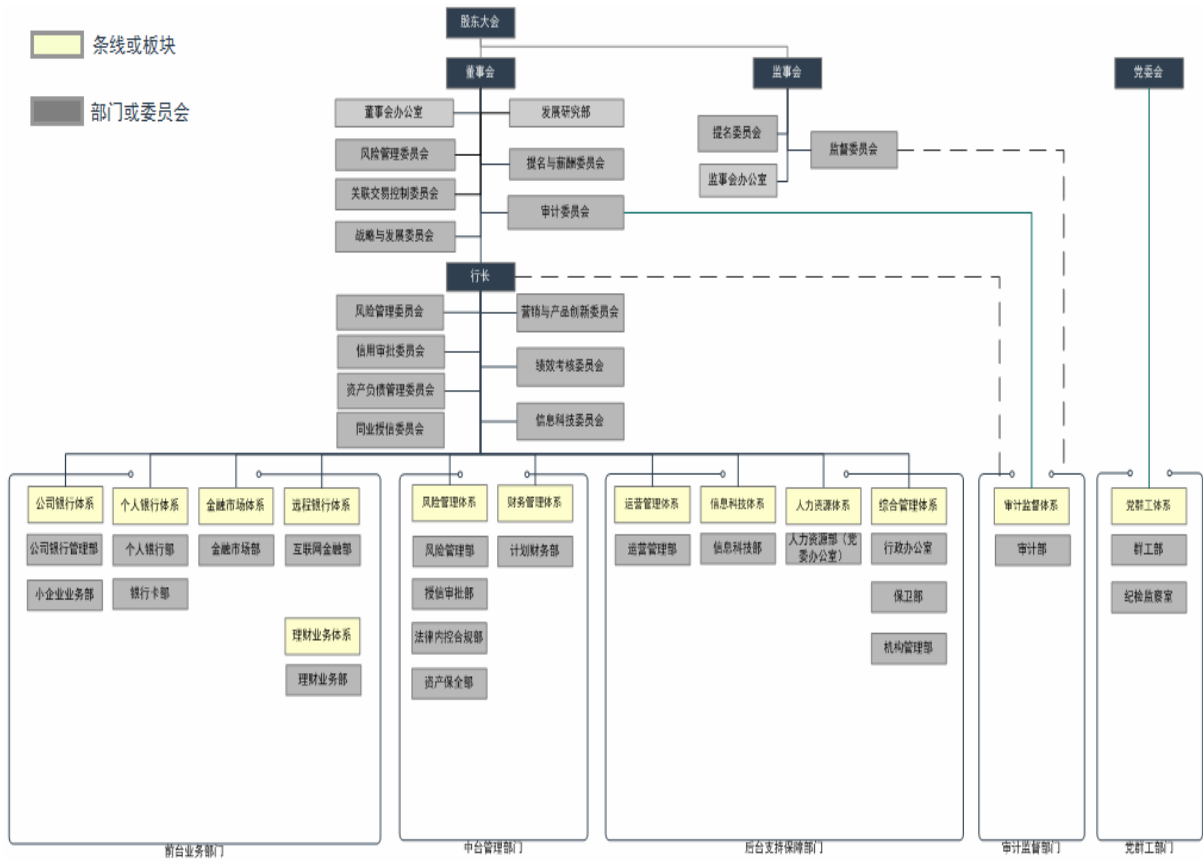 股东大会
条线或板块
董事会
监事会
党委会
部门或委员会
董事会办公室
发展研究部
提名委员会
监督委员会
风险管理委员会
提名与薪酬委员会
监事会办公室
关联交易控制委员会
审计委员会
战略与发展委员会
行长
风险管理委员会
营销与产品创新委员会
信用审批委员会
绩效考核委员会
资产负债管理委员会
信息科技委员会
同业授信委员会
公司银行体系
个人银行体系
金融市场体系
远程银行体系
风险管理体系
财务管理体系
运营管理体系
信息科技体系
人力资源体系
综合管理体系
审计监督体系
党群工体系
公司银行管理部
个人银行部
金融市场部
互联网金融部
风险管理部
计划财务部
运营管理部
信息科技部
人力资源部（党
委办公室）
行政办公室
审计部
群工部
小企业业务部
银行卡部
授信审批部
保卫部
纪检监察室
理财业务体系
法律内控合规部
机构管理部
理财业务部
资产保全部
前台业务部门
中台管理部门
后台支持保障部门
审计监督部门
党群工部门